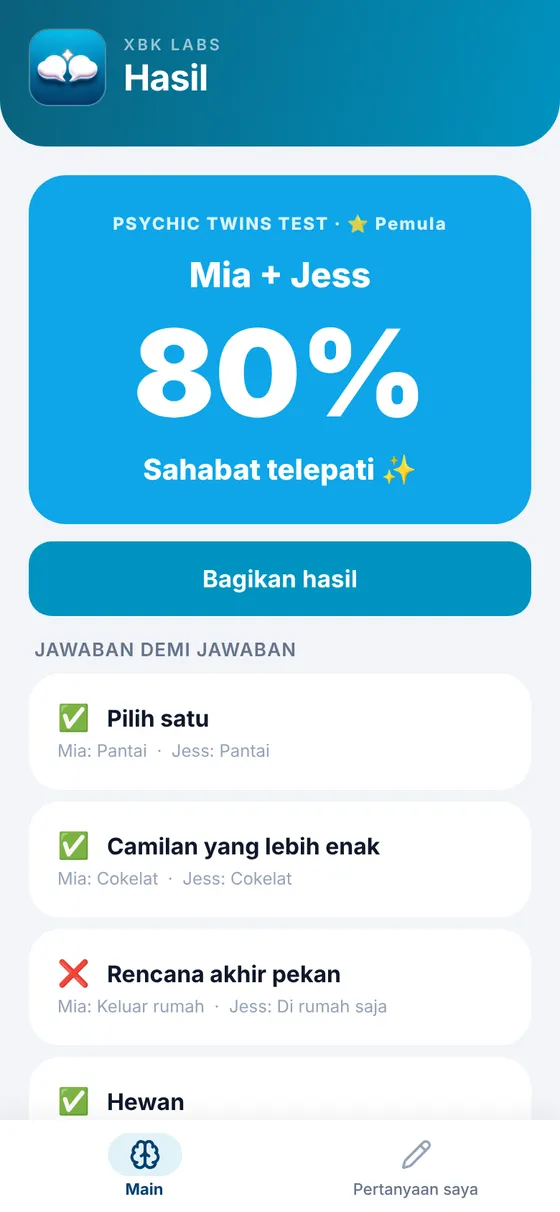 XBK LABS
Hasil
PSYCHIC TWINS TEST · ⭐ Pemula
Mia + Jess
80%
Sahabat telepati ✨
Bagikan hasil
JAWABAN DEMI JAWABAN
✅ Pilih satu
Mia: Pantai · Jess: Pantai
✅ Camilan yang lebih enak
Mia: Cokelat · Jess: Cokelat
❌ Rencana akhir pekan
Mia: Keluar rumah · Jess: Di rumah saja
✅ Hewan
Main
Pertanyaan saya